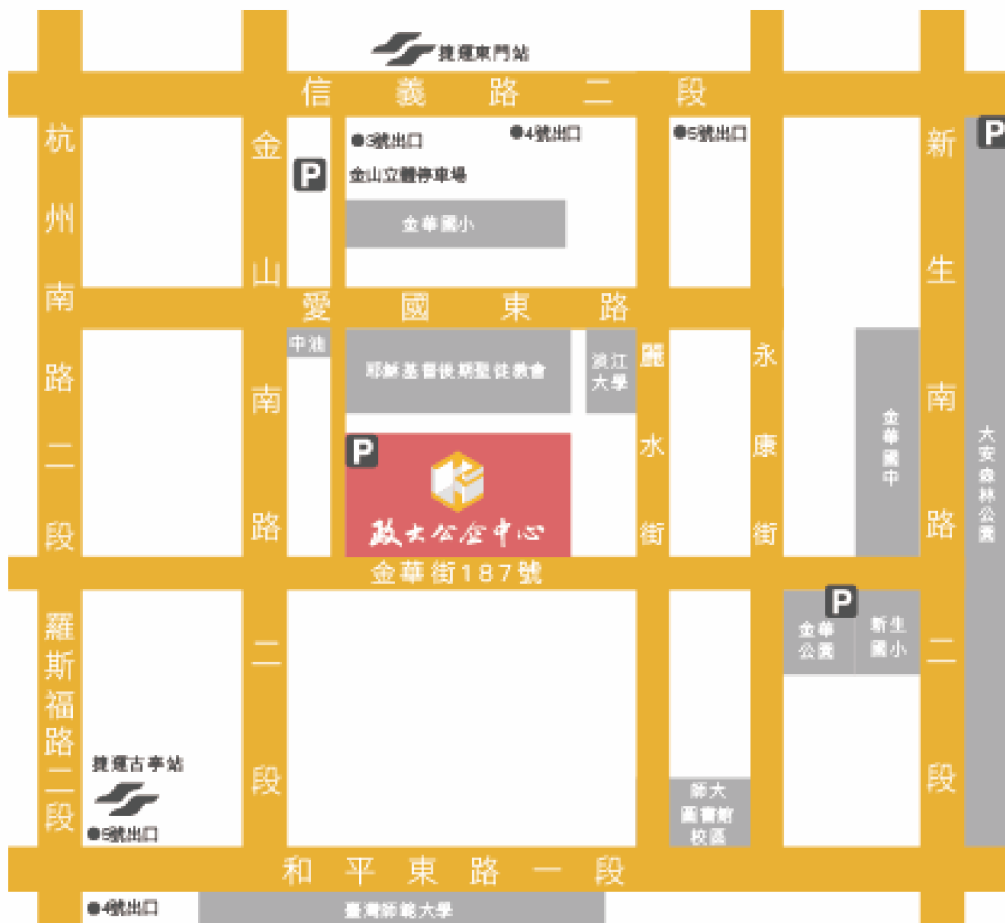 捷運東門站
信義路二段
杭州南路二段
金山南路二段
新生南路二段
P
P
●3號出口
●4號出口
●5號出口
金山立體停車場
金華國小
愛國東路
中油
耶穌基督後期聖徒教會
淡江
大學
麗水街
永康街
金華國中
大安森林公園
P
政大公企中心
金華街187號
羅斯福路二段
P
金華
公園
新生
國小
捷運古亭站
師大
圖書館
校區
和平東路一段
●4號出口
臺灣師範大學